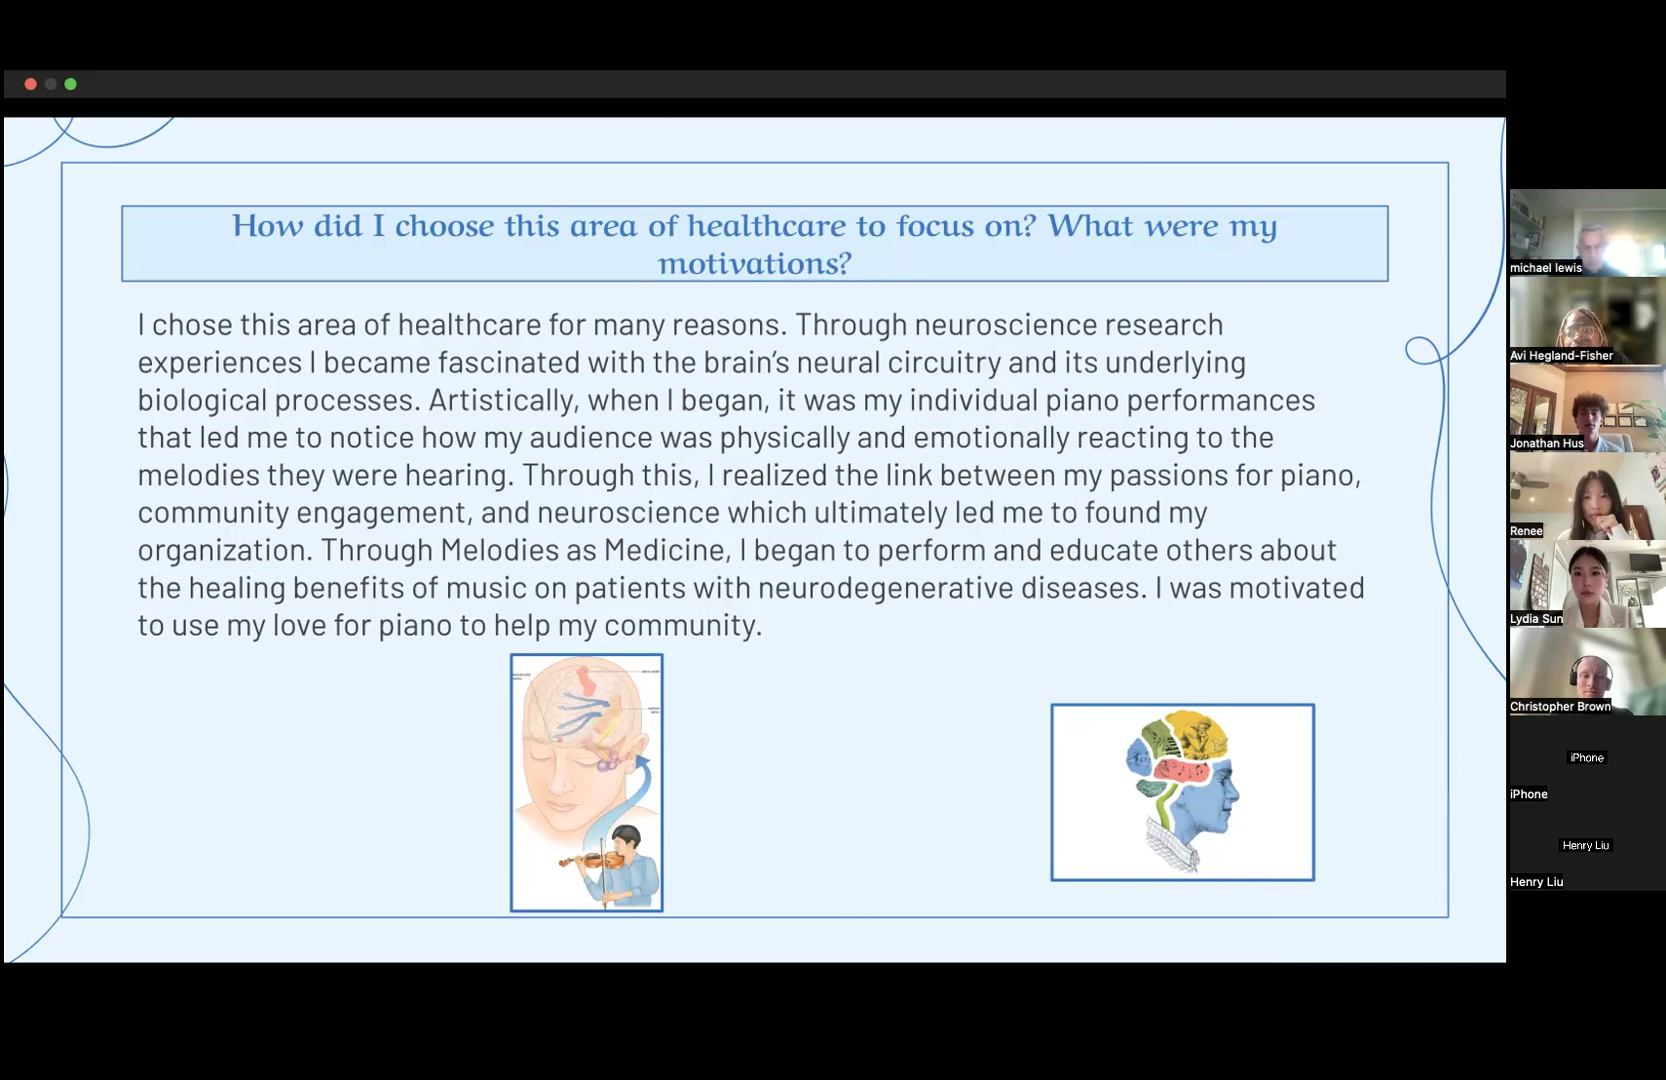 How did I choose this area of healthcare to focus on? What were my
motivations?
I chose this area of healthcare for many reasons. Through neuroscience research
experiences I became fascinated with the brain’s neural circuitry and its underlying
biological processes. Artistically, when I began, it was my individual piano performances
that led me to notice how my audience was physically and emotionally reacting to the
melodies they were hearing. Through this, I realized the link between my passions for piano,
community engagement, and neuroscience which ultimately led me to found my
organization. Through Melodies as Medicine, I began to perform and educate others about
the healing benefits of music on patients with neurodegenerative diseases. I was motivated
to use my love for piano to help my community.
michael lewis
Avi Hegland-Fisher
Jonathan Hus
Renee
Lydia Sun
Christopher Brown
iPhone
iPhone
Henry Liu
Henry Liu